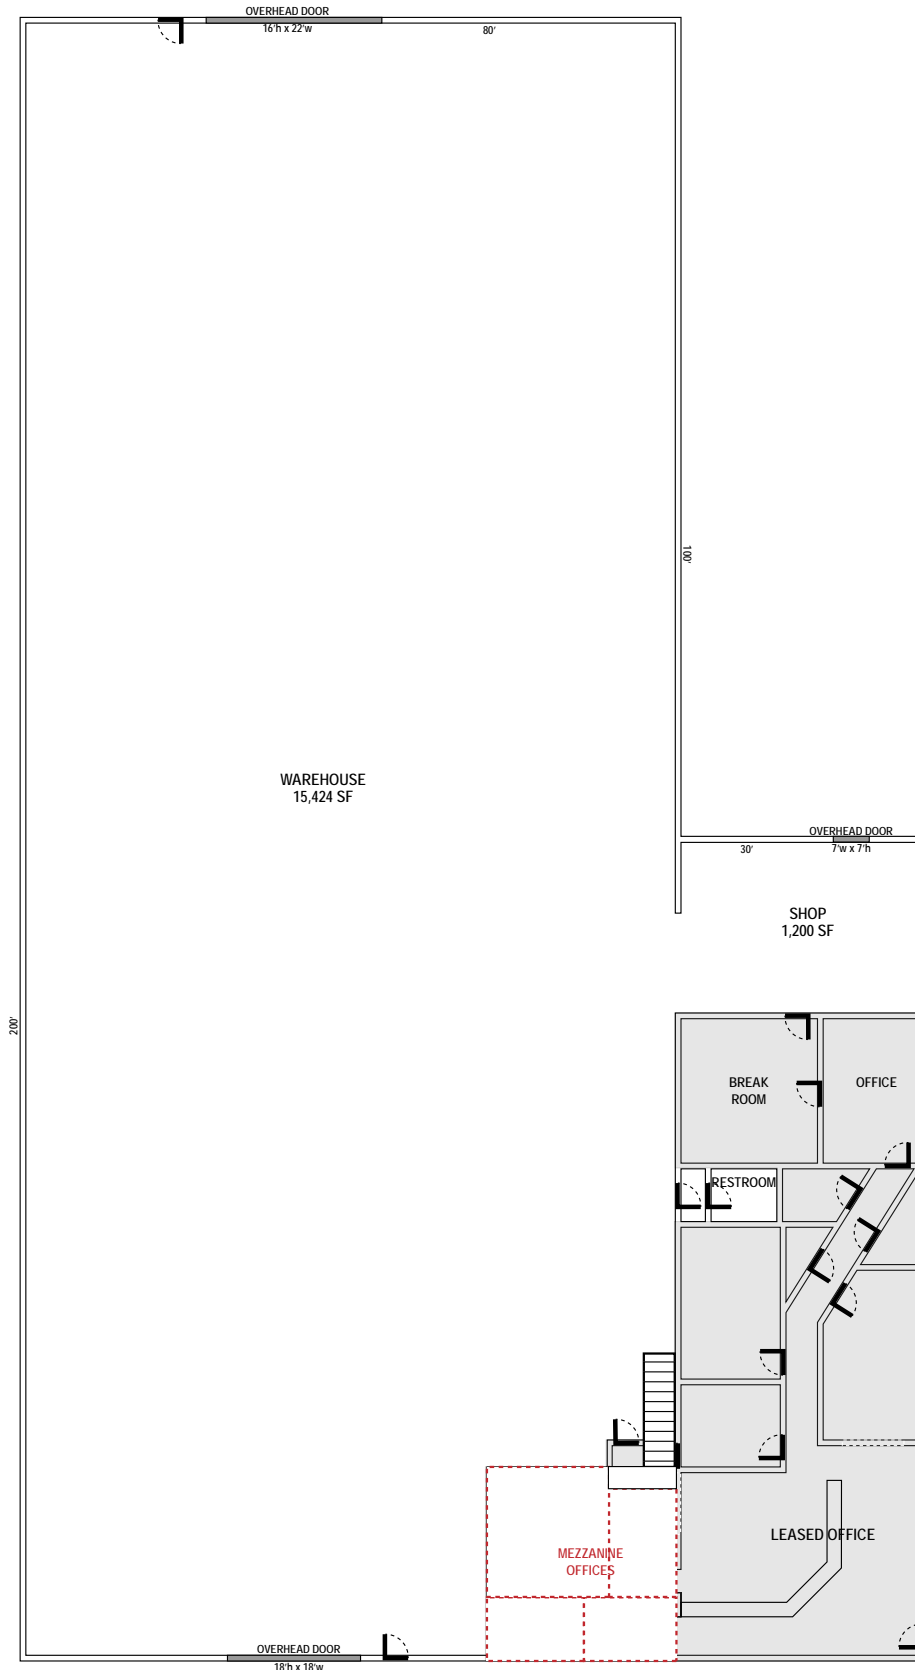 OVERHEAD DOOR
16'h x 22'w
80'
100'
WAREHOUSE
15,424 SF
OVERHEAD DOOR
30'
7'w x 7'h
SHOP
1,200 SF
200'
BREAK
ROOM
OFFICE
RESTROOM
LEASED OFFICE
MEZZANINE
OFFICES
OVERHEAD DOOR
18'h x 18'w